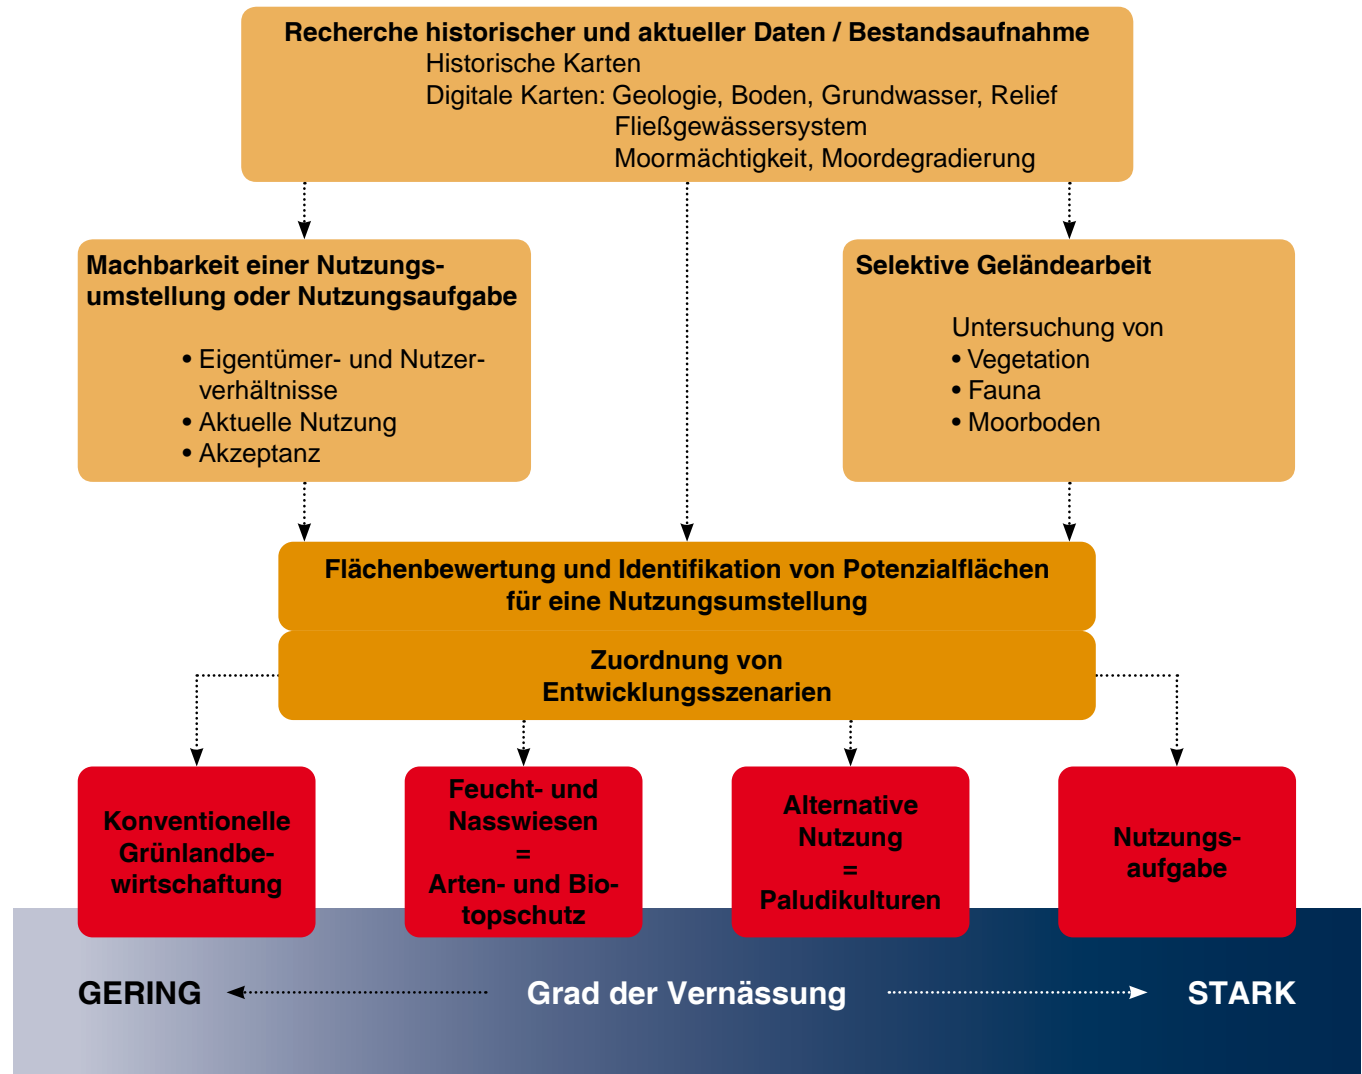 Recherche historischer und aktueller Daten / Bestandsaufnahme
Historische Karten
Digitale Karten: Geologie, Boden, Grundwasser, Relief
Fließgewässersystem
Moormächtigkeit, Moordegradierung
Machbarkeit einer Nutzungs-
umstellung oder Nutzungsaufgabe
• Eigentümer- und Nutzer-
verhältnisse
• Aktuelle Nutzung
• Akzeptanz
Selektive Geländearbeit
Untersuchung von
• Vegetation
• Fauna
• Moorboden
Flächenbewertung und Identifikation von Potenzialflächen
für eine Nutzungsumstellung
Zuordnung von
Entwicklungsszenarien
Konventionelle
Grünlandbe-
wirtschaftung
Feucht- und
Nasswiesen
=
Arten- und Bio-
topschutz
Alternative
Nutzung
=
Paludikulturen
Nutzungs-
aufgabe
GERING Grad der Vernässung STARK